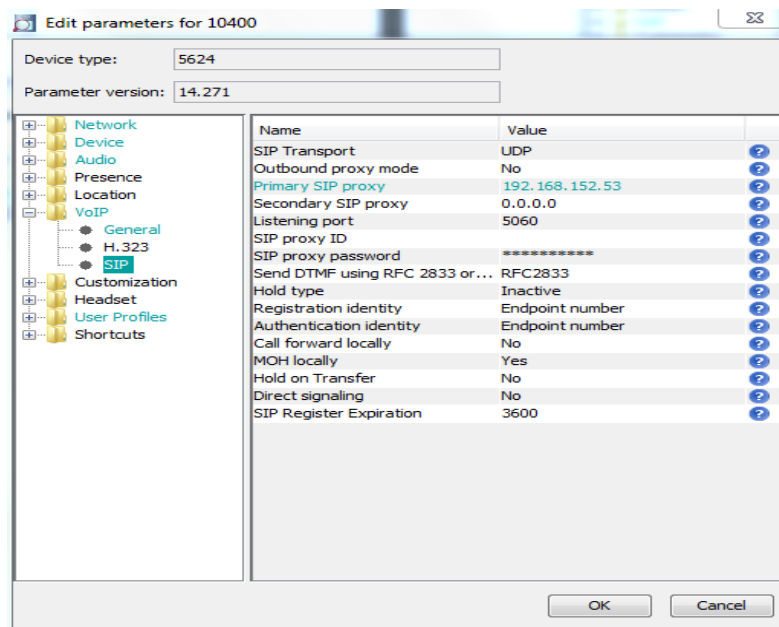 Edit parameters for 10400
Device type: 5624
Parameter version: 14.271
Network
Device
Audio
Presence
Location
VoIP
General
H.323
SIP
Customization
Headset
User Profiles
Shortcuts
Name Value
SIP Transport UDP
Outbound proxy mode No
Primary SIP proxy 192.168.152.53
Secondary SIP proxy 0.0.0.0
Listening port 5060
SIP proxy ID
SIP proxy password **********
Send DTMF using RFC 2833 or... RFC2833
Hold type Inactive
Registration identity Endpoint number
Authentication identity Endpoint number
Call forward locally No
MOH locally Yes
Hold on Transfer No
Direct signaling No
SIP Register Expiration 3600
OK Cancel